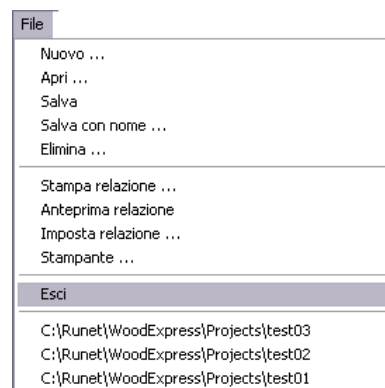 File
Nuovo ...
Apri ...
Salva
Salva con nome ...
Elimina ...
Stampa relazione ...
Anteprima relazione
Imposta relazione ...
Stampante ...
Esci
C:\Runet\WoodExpress\Projects\test03
C:\Runet\WoodExpress\Projects\test02
C:\Runet\WoodExpress\Projects\test01